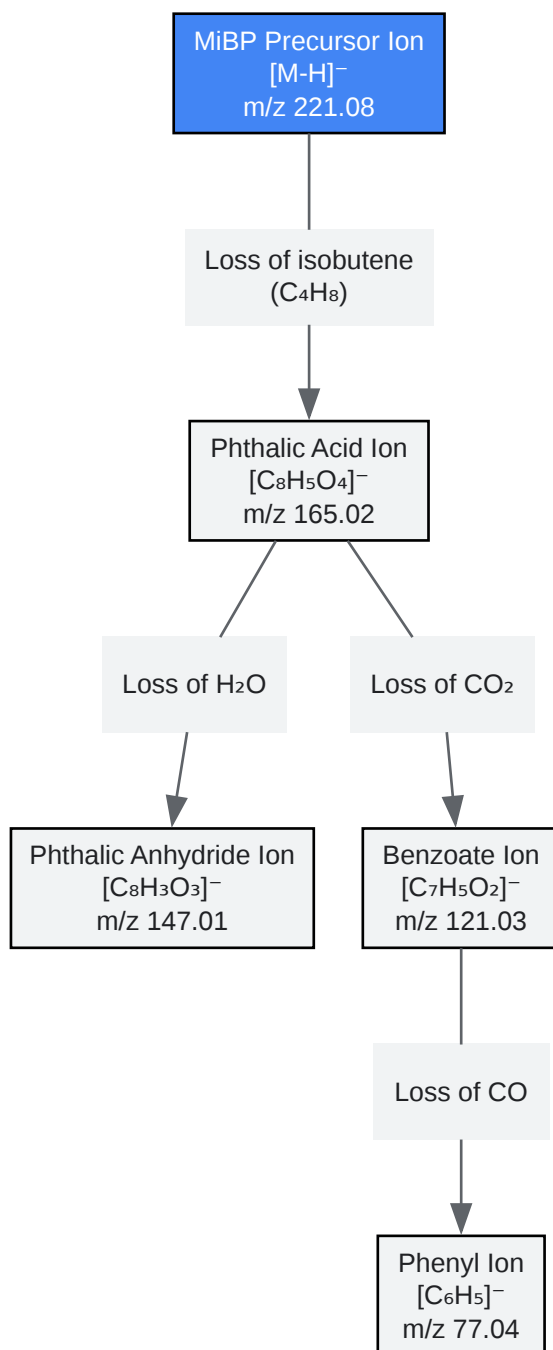 MiBP Precursor Ion
[M-H]⁻
m/z 221.08
Loss of isobutene
(C₄H₈)
Phthalic Acid Ion
[C₈H₅O₄]⁻
m/z 165.02
Loss of H₂O
Loss of CO₂
Phthalic Anhydride Ion
[C₈H₃O₃]⁻
m/z 147.01
Benzoate Ion
[C₇H₅O₂]⁻
m/z 121.03
Loss of CO
Phenyl Ion
[C₆H₅]⁻
m/z 77.04